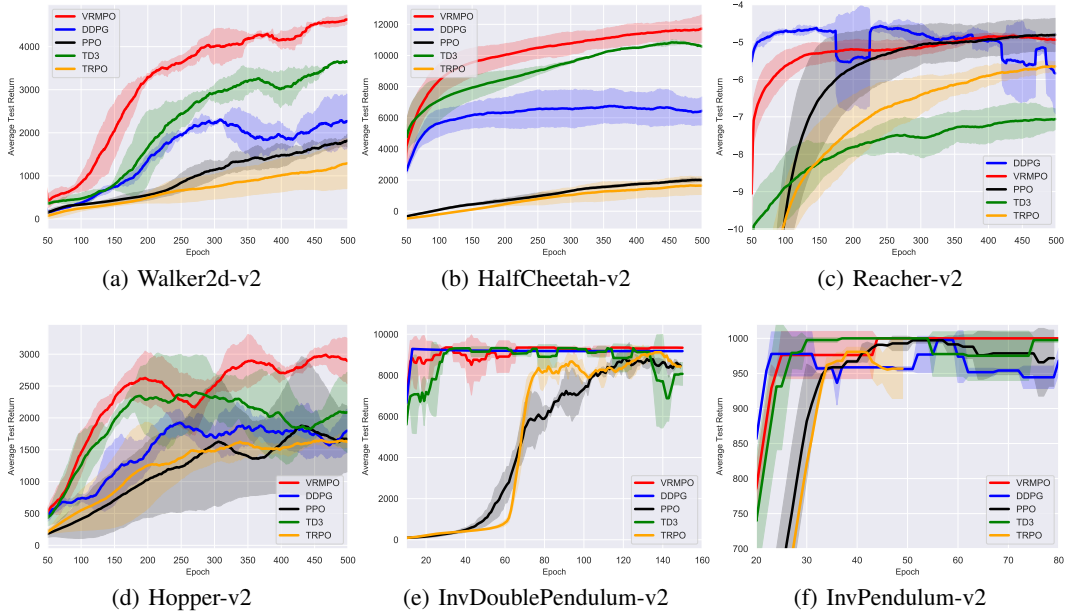 VRMPO
DDPG
PPO
TD3
TRPO
Average Test Return
4000
3000
2000
1000
0
50 100 150 200 250 300 350 400 450 500
Epoch
(a) Walker2d-v2
VRMPO
DDPG
PPO
TD3
TRPO
Average Test Return
12000
10000
8000
6000
4000
2000
0
50 100 150 200 250 300 350 400 450 500
Epoch
(b) HalfCheetah-v2
DDPG
VRMPO
PPO
TD3
TRPO
Average Test Return
−4
−5
−6
−7
−8
−9
−10
50 100 150 200 250 300 350 400 450 500
Epoch
(c) Reacher-v2
VRMPO
DDPG
PPO
TD3
TRPO
Average Test Return
3000
2500
2000
1500
1000
500
0
50 100 150 200 250 300 350 400 450 500
Epoch
(d) Hopper-v2
VRMPO
DDPG
PPO
TD3
TRPO
Average Test Return
10000
8000
6000
4000
2000
0
20 40 60 80 100 120 140 160
Epoch
(e) InvDoublePendulum-v2
VRMPO
DDPG
PPO
TD3
TRPO
Average Test Return
1000
950
900
850
800
750
700
20 30 40 50 60 70 80
Epoch
(f) InvPendulum-v2